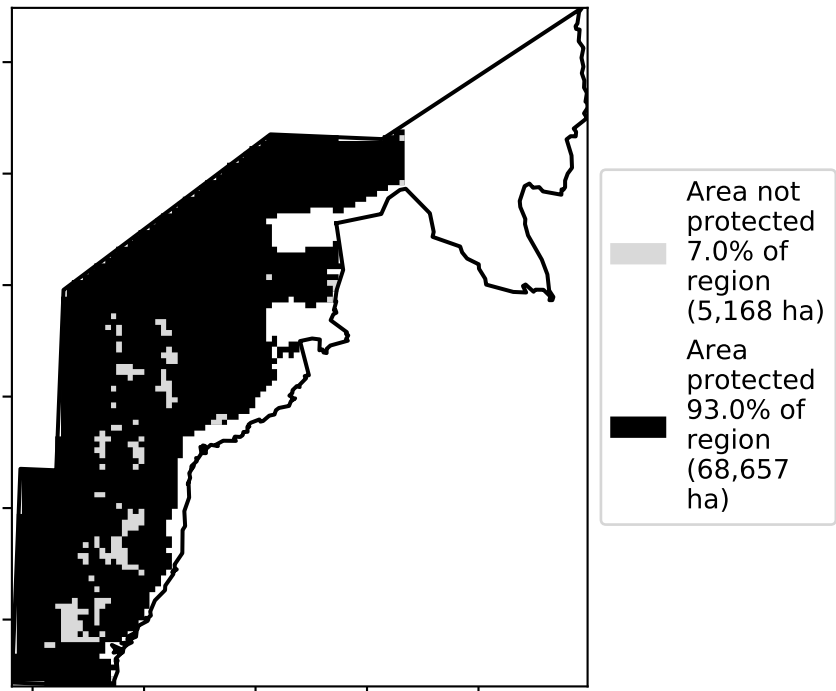 Area not
protected
7.0% of
region
(5,168 ha)
Area
protected
93.0% of
region
(68,657
ha)